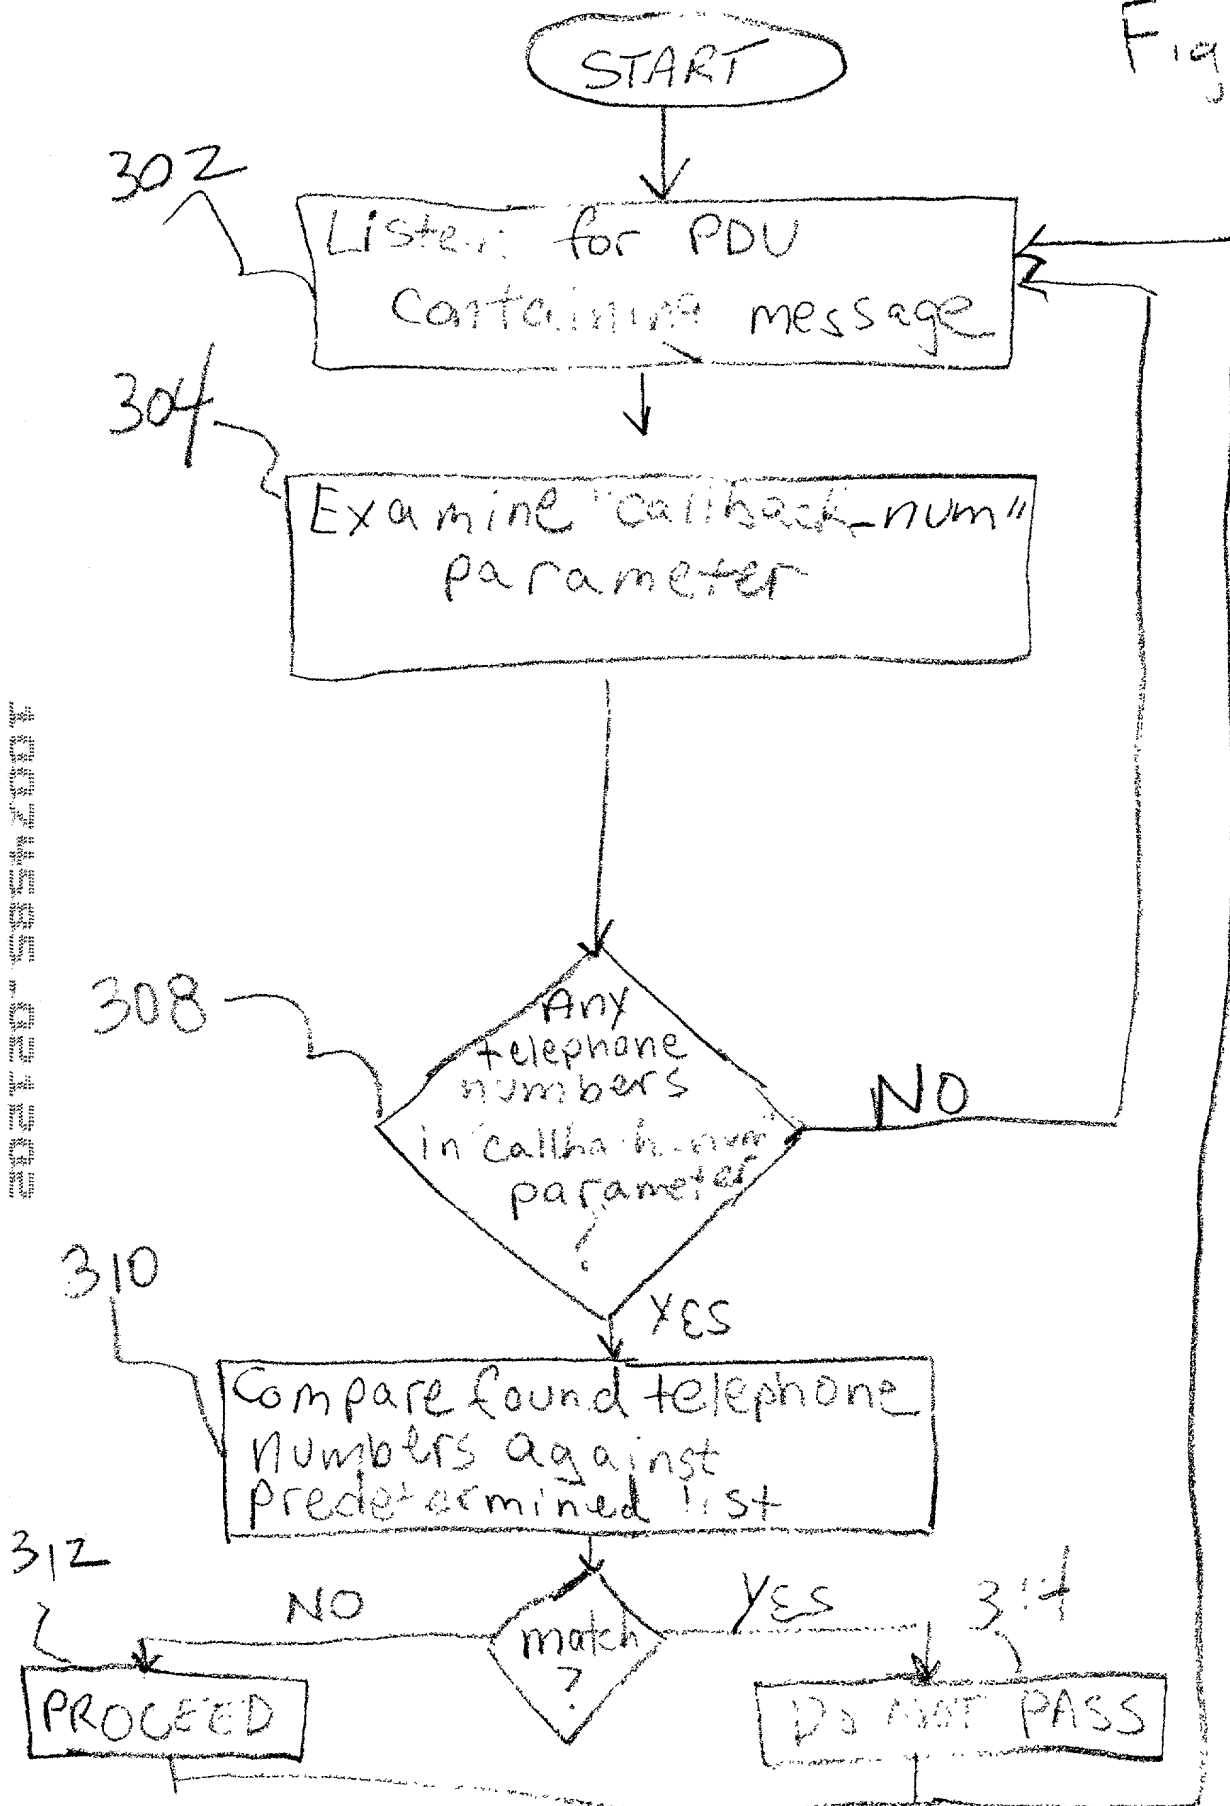 Fig
START
302
Listen for PDU
containing message
304
Examine "callback_num"
parameter
308
Any
telephone
numbers
in "callback_num"
parameter
?
NO
YES
310
Compare found telephone
numbers against
predetermined list
312
NO
match
?
YES
314
PROCEED
DO NOT PASS
10074585.021202